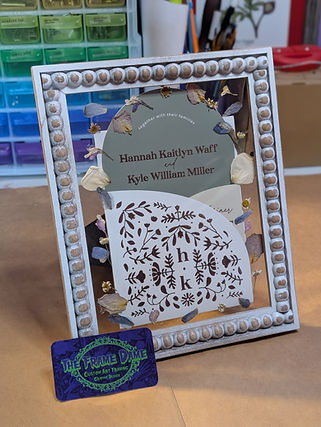 together with their families
Hannah Kaitlyn Waff
and
Kyle William Miller
h
k
The Frame Dame
Custom Art Framing